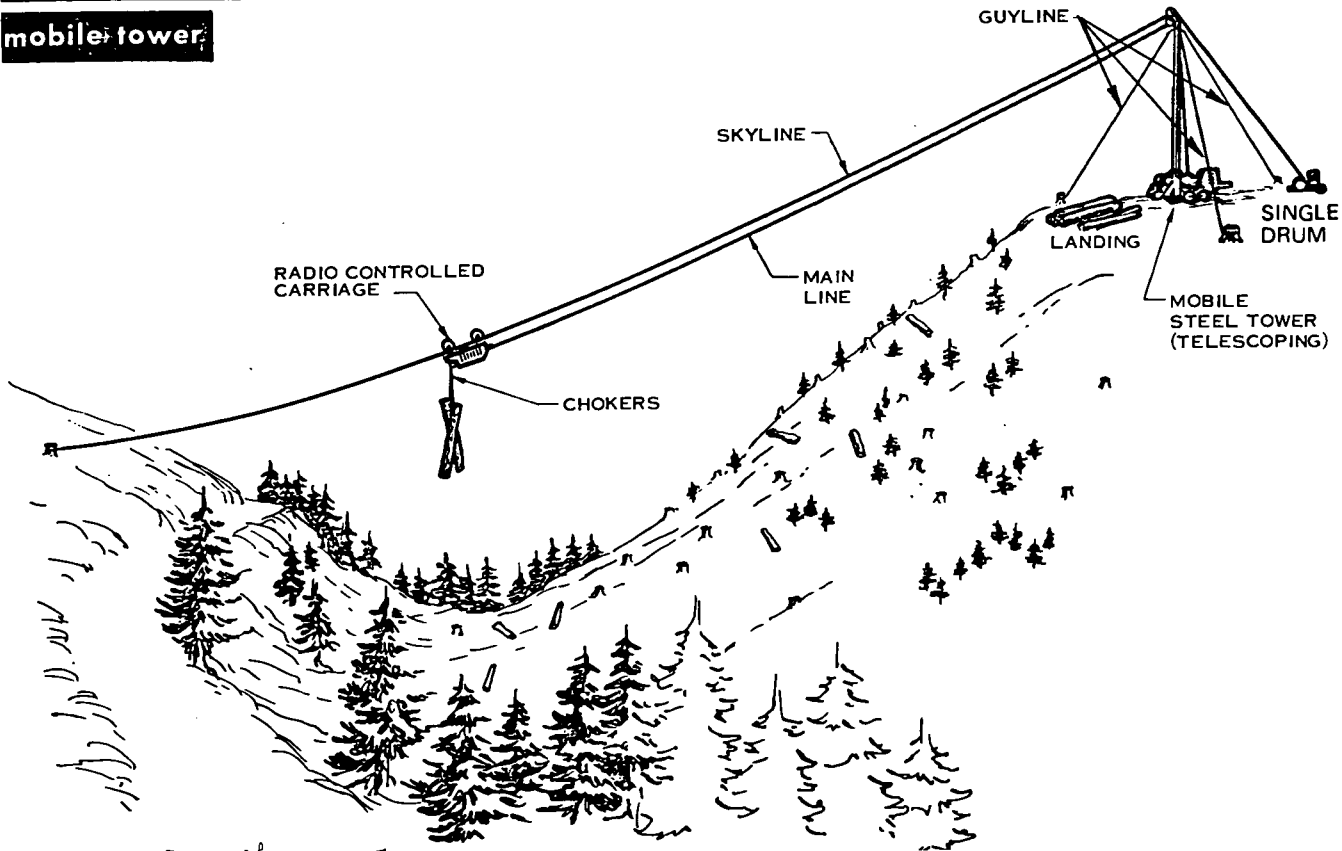 mobile tower
GUYLINE
SKYLINE
SINGLE
DRUM
LANDING
RADIO CONTROLLED
CARRIAGE
MAIN
LINE
MOBILE
STEEL TOWER
(TELESCOPING)
CHOKERS